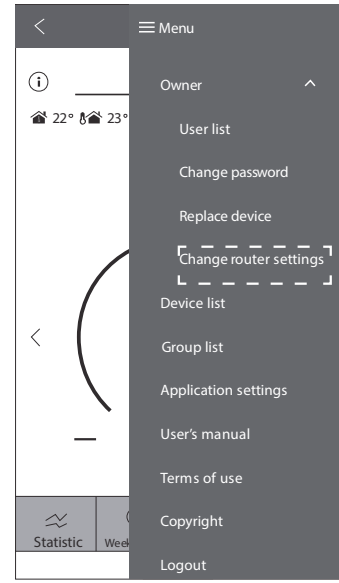 Menu
Owner
User list
Change password
Replace device
Change router settings
Device list
Group list
Application settings
User's manual
Terms of use
Copyright
Logout
22° 23°
Statistic